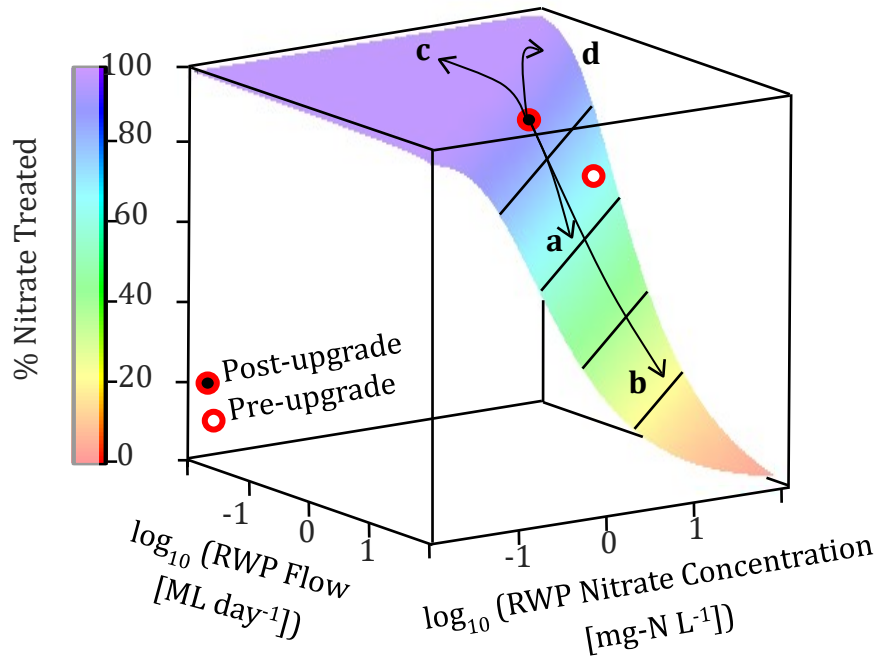 % Nitrate Treated
100
80
60
40
20
0
c
d
a
b
Post-upgrade
Pre-upgrade
-1
0
1
log₁₀ (RWP Flow
[ML day⁻¹])
-1
0
1
log₁₀ (RWP Nitrate Concentration
[mg-N L⁻¹])